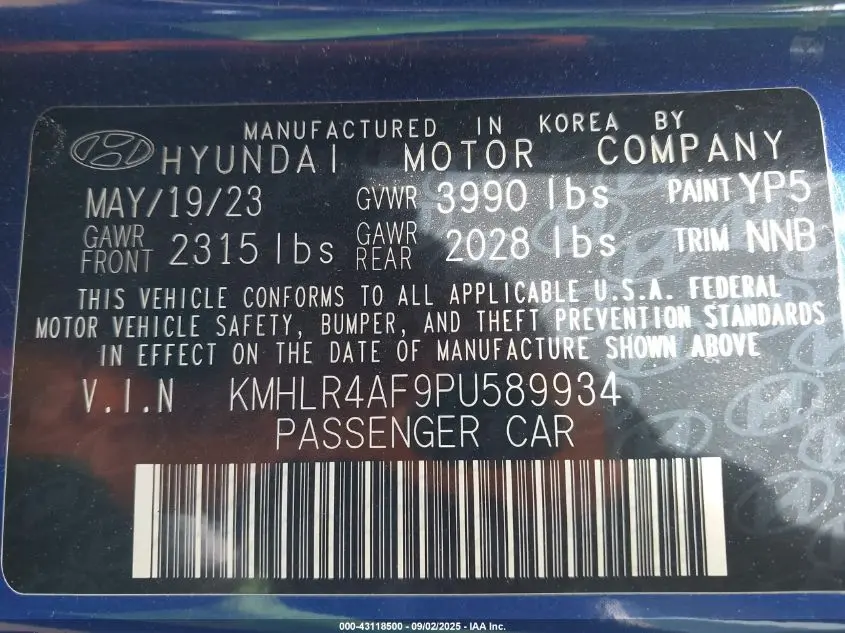 MANUFACTURED IN KOREA BY
HYUNDAI MOTOR COMPANY
MAY/19/23 GVWR 3990 lbs PAINT YP5
GAWR FRONT 2315 lbs GAWR REAR 2028 lbs TRIM NNB
THIS VEHICLE CONFORMS TO ALL APPLICABLE U.S.A. FEDERAL
MOTOR VEHICLE SAFETY, BUMPER, AND THEFT PREVENTION STANDARDS
IN EFFECT ON THE DATE OF MANUFACTURE SHOWN ABOVE
V.I.N KMHLR4AF9PU589934
PASSENGER CAR
000-43118500 - 09/02/2025 - IAA Inc.